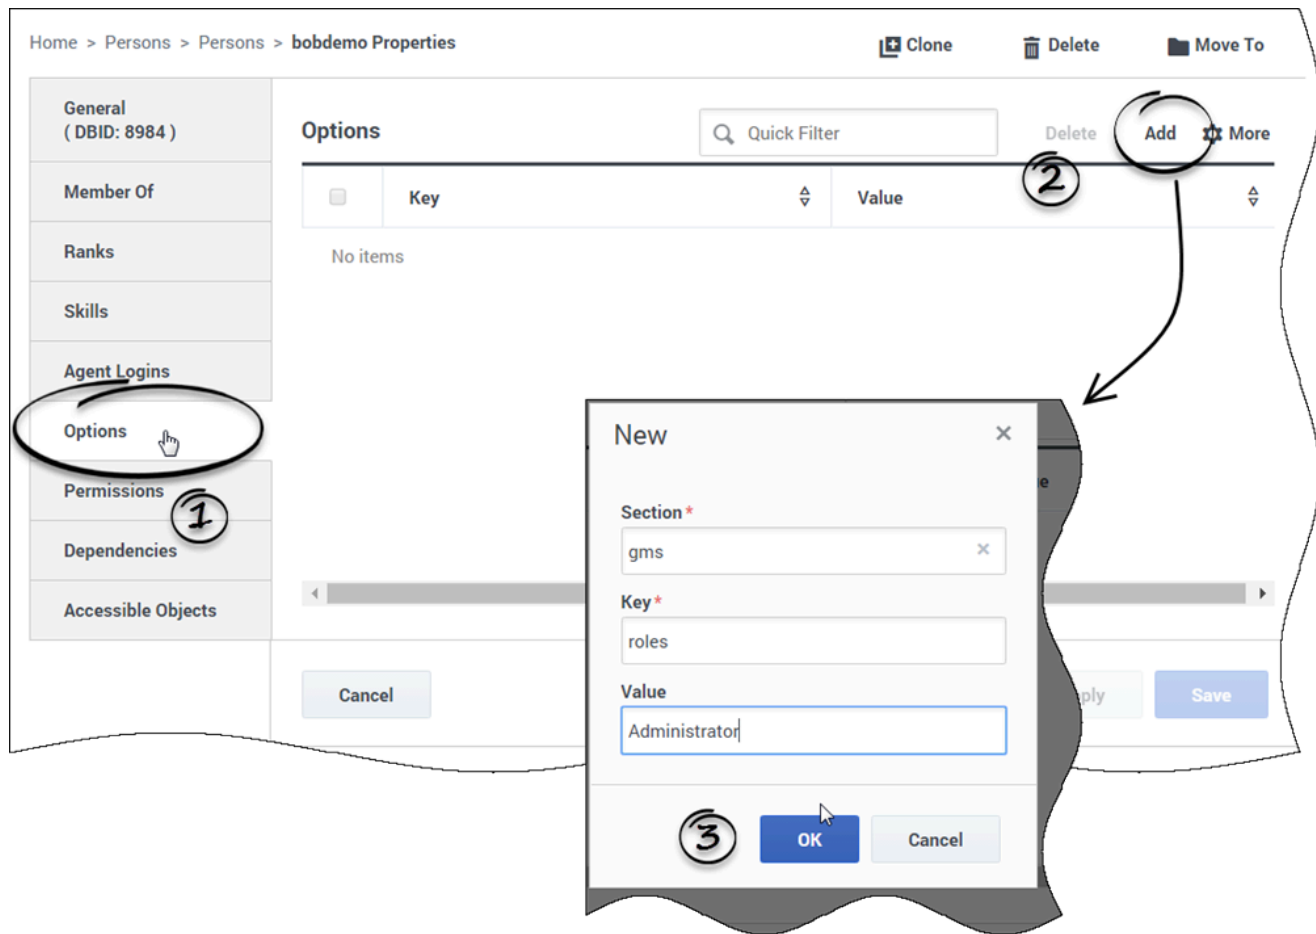 Home > Persons > Persons > bobdemo Properties
Clone
Delete
Move To
General
( DBID: 8984 )
Member Of
Ranks
Skills
Agent Logins
Options
Permissions
Dependencies
Accessible Objects
1
Options
Quick Filter
Delete
Add
More
2
Key
Value
No items
New
Section*
gms
Key*
roles
Value
Administrator
3
OK
Cancel
Cancel
Save